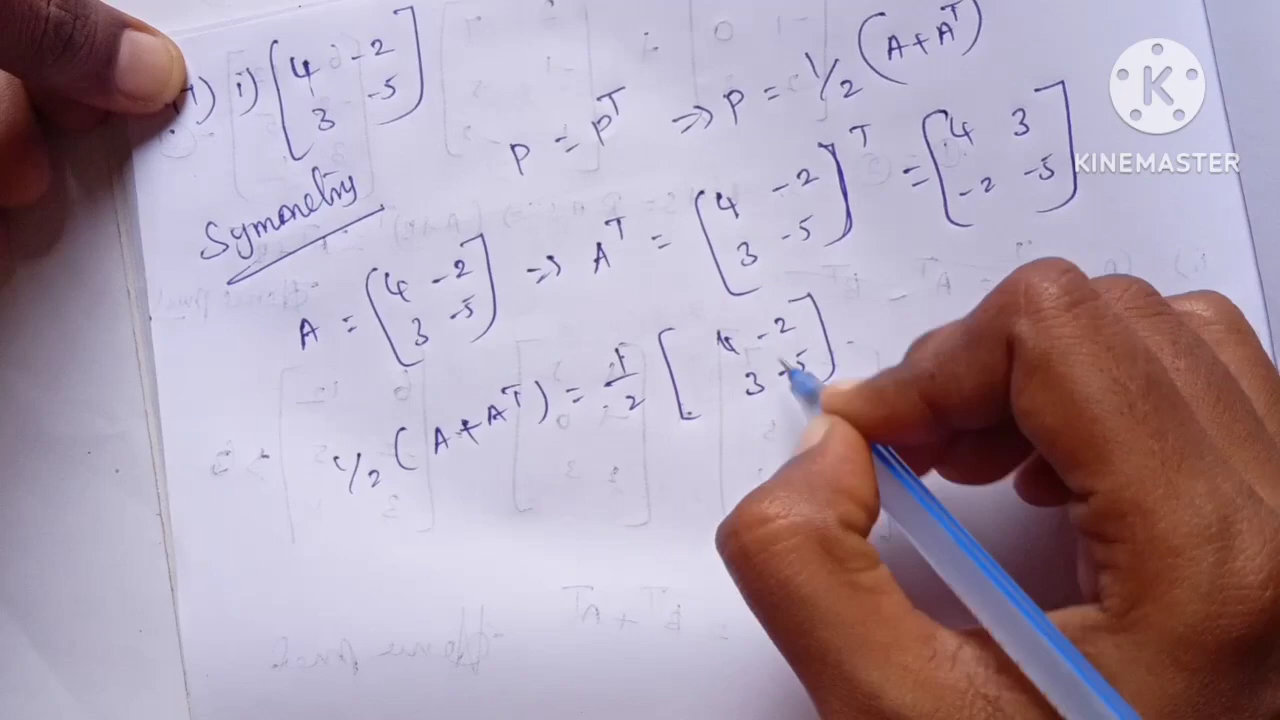 i) [4 -2
3 -5]
P = P^T => P = 1/2 (A+A^T)
Symmetry
A = [4 -2
3 -5] => A^T = [4 -2
3 -5]^T = [4 3
-2 -5]
1/2 (A+A^T) = 1/2 [4 -2
3 -5]
K
KINEMASTER